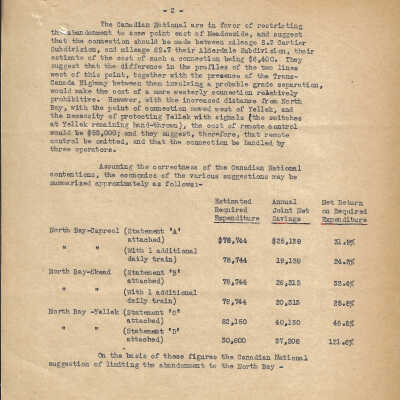 - 2 -
The Canadian National are in favor of restricting
the abandonment to some point east of Meadowside, and suggest
that the connection should be made between mileage 8.7 Cartier
Subdivision, and mileage 69.7 their Alderdale Subdivision, their
estimate of the cost of such a connection being $6,400. They
suggest that the difference in the profiles of the two lines
west of this point, together with the presence of the Trans-
Canada Highway between them involving a probable grade separation,
would make the cost of a more westerly connection relatively
prohibitive. However, with the increased distance from North
Bay, with the point of connection moved west of Yellek, and
the necessity of protecting Yellek with signals (the switches
at Yellek remaining hand-thrown), the cost of remote control
would be $88,000; and they suggest, therefore, that remote
control be omitted, and that the connection be handled by
three operators.
Assuming the correctness of the Canadian National
contentions, the economics of the various suggestions may be
summarized approximately as follows:-
Estimated Annual Net Return
Required Joint Net on Required
Expenditure Savings Expenditure
North Bay-Capreol (Statement 'A'
attached) $78,744 $25,139 31.9%
" " (With 1 additional
daily train) 78,744 19,139 24.3%
North Bay-Skead (Statement 'B'
attached) 78,744 26,315 33.4%
" " (With 1 additional
daily train) 78,744 20,315 25.8%
North Bay -Yellek (Statement 'C'
attached) 82,150 40,130 48.8%
" " (Statement 'D'
attached) 30,600 37,206 121.6%
On the basis of these figures the Canadian National
suggestion of limiting the abandonment to the North Bay -